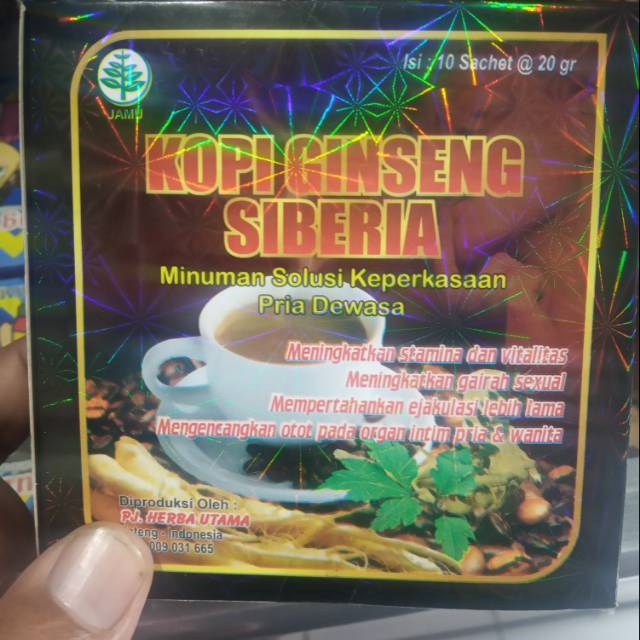 Isi : 10 Sachet @ 20 gr
JAMU
KOPI GINSENG
SIBERIA
Minuman Solusi Keperkasaan
Pria Dewasa
Meningkatkan stamina dan vitalitas
Meningkatkan gairah sexual
Mempertahankan ejakulasi lebih lama
Mengencangkan otot pada organ intim pria & wanita
Diproduksi Oleh :
PJ. HERBA UTAMA
Indonesia
009 031 665